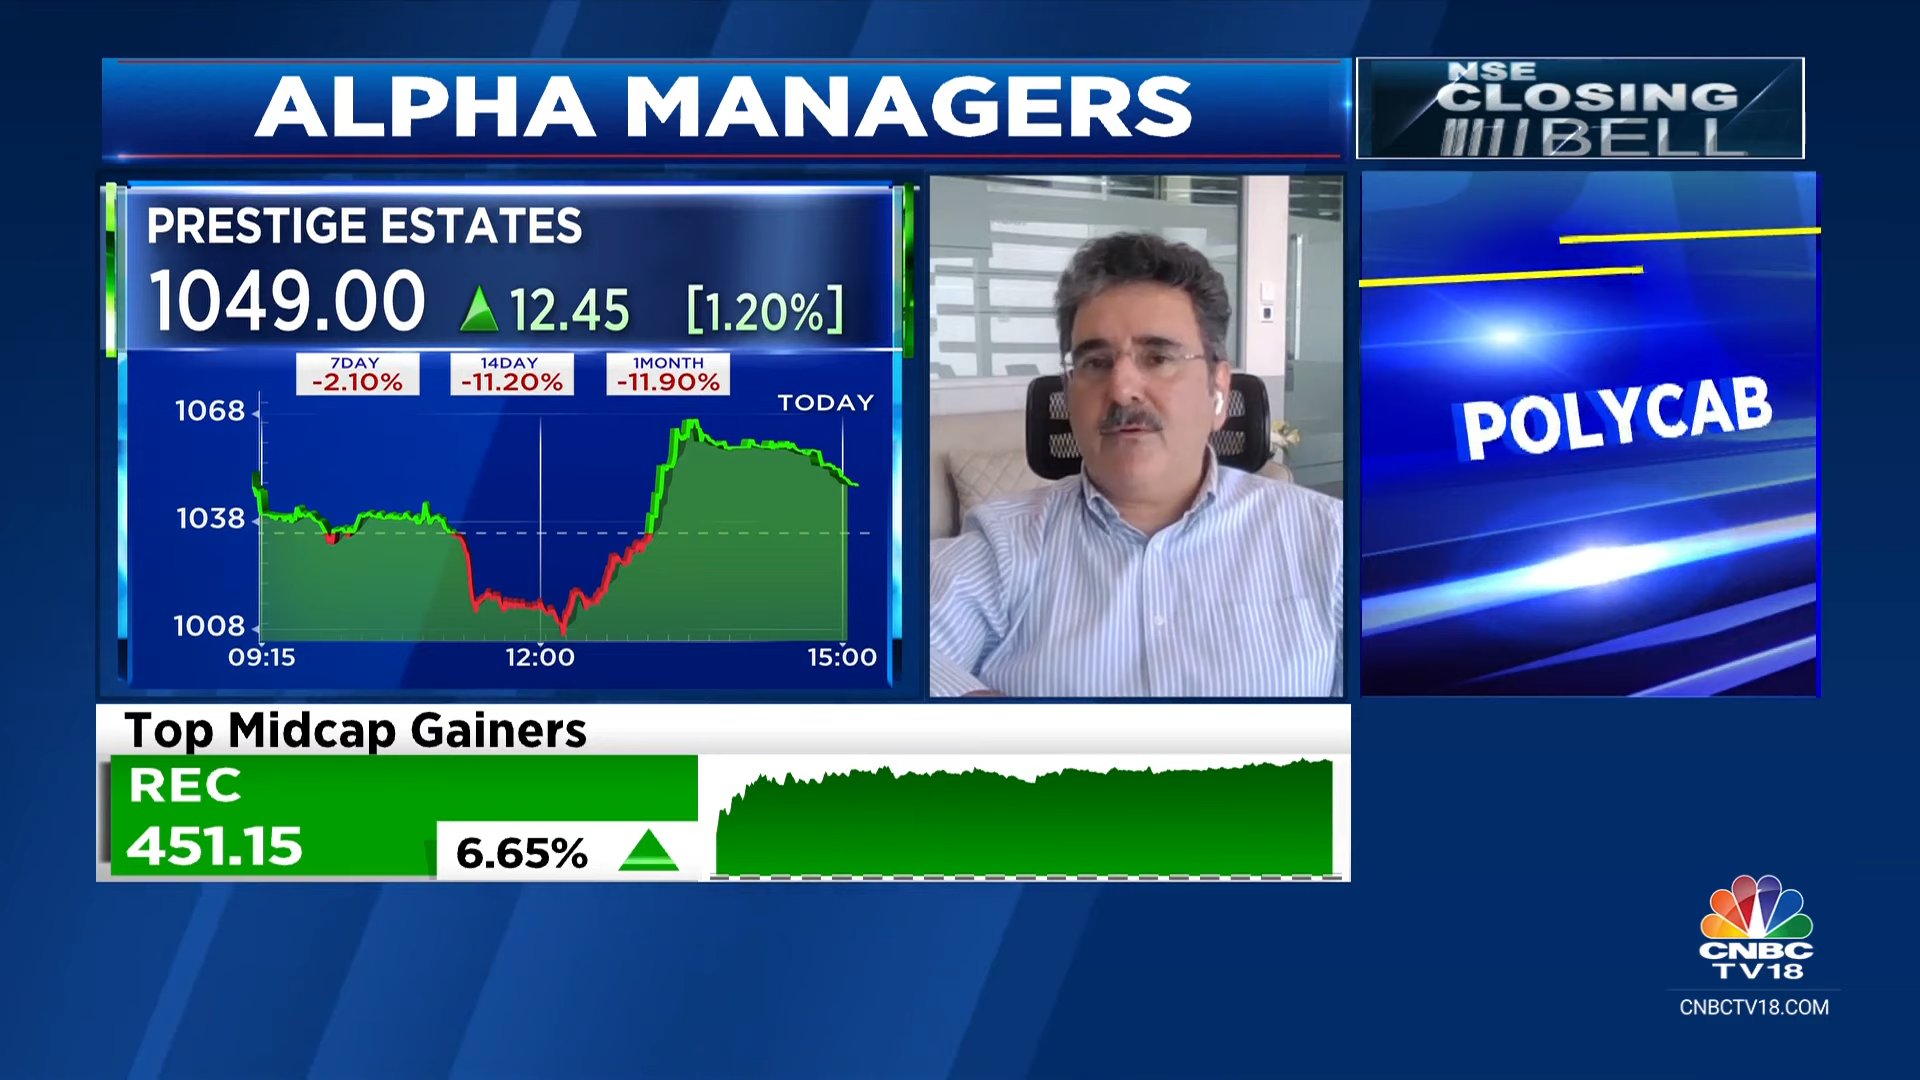 ALPHA MANAGERS
NSE
CLOSING
BELL
PRESTIGE ESTATES
1049.00 ▲ 12.45 [1.20%]
7DAY 14DAY 1MONTH
-2.10% -11.20% -11.90%
TODAY
1068
1038
1008
09:15 12:00 15:00
POLYCAB
Top Midcap Gainers
REC
451.15 6.65%
CNBC
TV18
CNBCTV18.COM